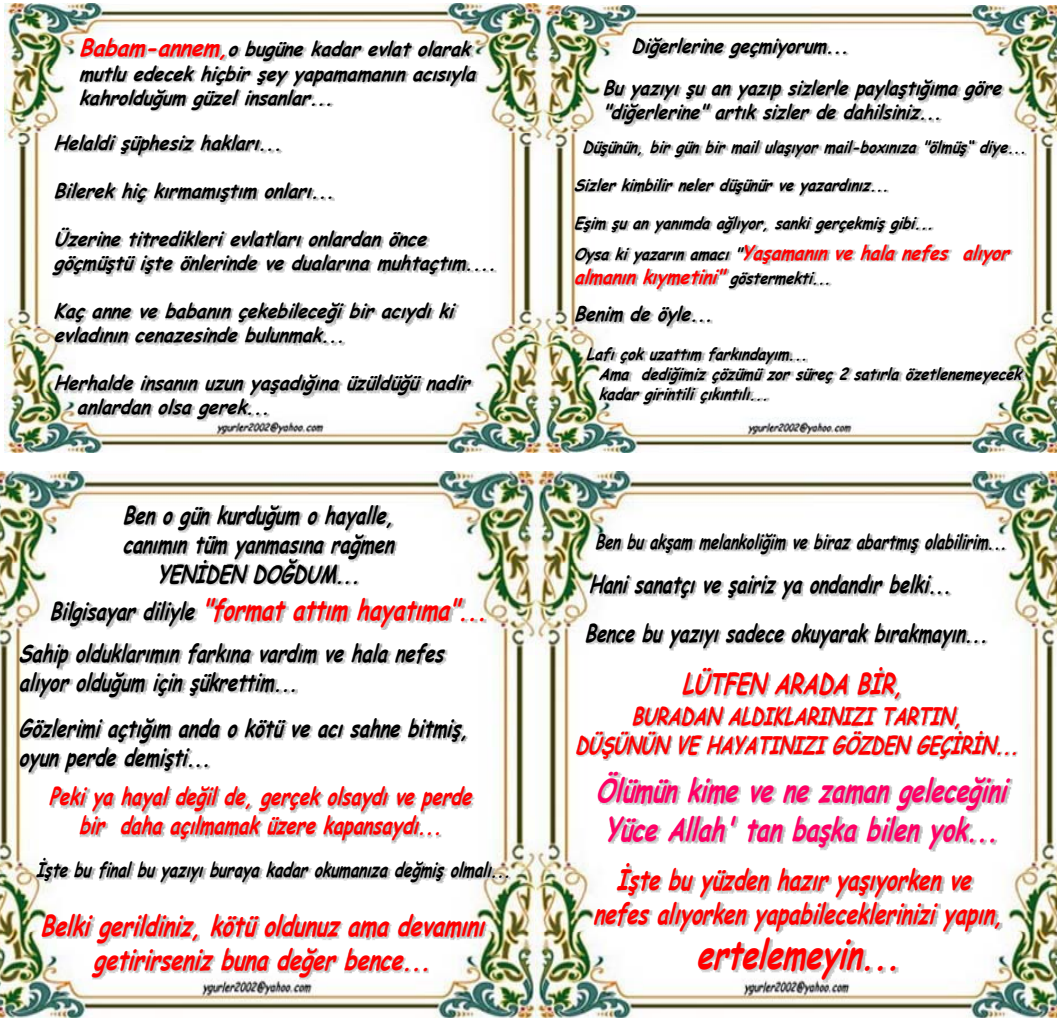 Babam-annem,o bugüne kadar evlat olarak
mutlu edecek hiçbir şey yapamamanın acısıyla
kahrolduğum güzel insanlar...
Helaldi şüphesiz hakları...
Bilerek hiç kırmamıştım onları...
Üzerine titredikleri evlatları onlardan önce
göçmüştü işte önlerinde ve dualarına muhtaçtım....
Kaç anne ve babanın çekebileceği bir acıydı ki
evladının cenazesinde bulunmak...
Herhalde insanın uzun yaşadığına üzüldüğü nadir
anlardan olsa gerek...
ygurler2002@yahoo.com
Diğerlerine geçmiyorum...
Bu yazıyı şu an yazıp sizlerle paylaştığıma göre
"diğerlerine" artık sizler de dahilsiniz...
Düşünün, bir gün bir mail ulaşıyor mail-boxınıza "ölmüş" diye...
Sizler kimbilir neler düşünür ve yazardınız...
Eşim şu an yanımda ağlıyor, sanki gerçekmiş gibi...
Oysa ki yazarın amacı "Yaşamanın ve hala nefes alıyor
almanın kıymetini" göstermekti...
Benim de öyle...
Lafı çok uzattım farkındayım...
Ama dediğimiz çözümü zor süreç 2 satırla özetlenemeyecek
kadar girintili çıkıntılı...
ygurler2002@yahoo.com
Ben o gün kurduğum o hayalle,
canımın tüm yanmasına rağmen
YENİDEN DOĞDUM...
Bilgisayar diliyle "format attım hayatıma"...
Sahip olduklarımın farkına vardım ve hala nefes
alıyor olduğum için şükrettim...
Gözlerimi açtığım anda o kötü ve acı sahne bitmiş,
oyun perde demişti...
Peki ya hayal değil de, gerçek olsaydı ve perde
bir daha açılmamak üzere kapansaydı...
İşte bu final bu yazıyı buraya kadar okumanıza değmiş olmalı...
Belki gerildiniz, kötü oldunuz ama devamını
getirirseniz buna değer bence...
ygurler2002@yahoo.com
Ben bu akşam melankoliğim ve biraz abartmış olabilirim...
Hani sanatçı ve şairiz ya ondandır belki...
Bence bu yazıyı sadece okuyarak bırakmayın...
LÜTFEN ARADA BİR,
BURADAN ALDIKLARINIZI TARTIN,
DÜŞÜNÜN VE HAYATINIZI GÖZDEN GEÇİRİN...
Ölümün kime ve ne zaman geleceğini
Yüce Allah' tan başka bilen yok...
İşte bu yüzden hazır yaşıyorken ve
nefes alıyorken yapabileceklerinizi yapın,
ertelemeyin...
ygurler2002@yahoo.com